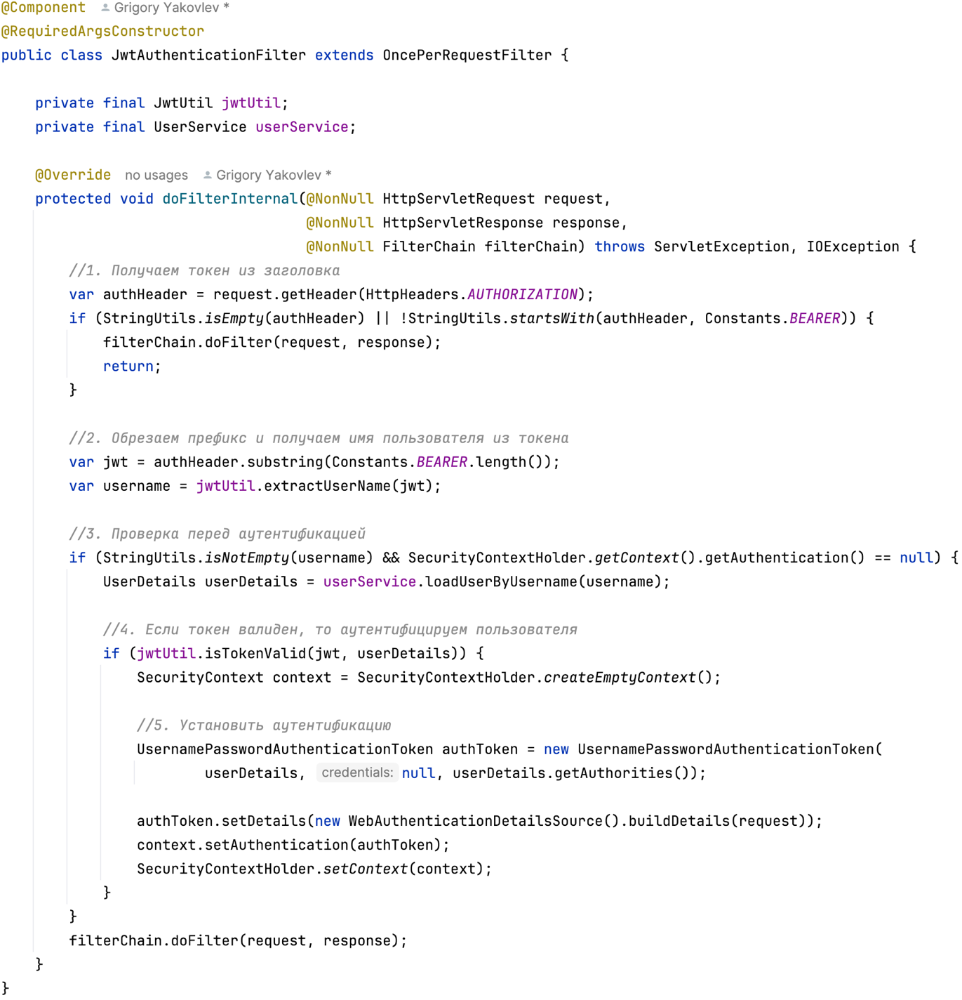 @Component Grigory Yakovlev *
@RequiredArgsConstructor
public class JwtAuthenticationFilter extends OncePerRequestFilter {
private final JwtUtil jwtUtil;
private final UserService userService;
@Override no usages Grigory Yakovlev *
protected void doFilterInternal(@NonNull HttpServletRequest request,
@NonNull HttpServletResponse response,
@NonNull FilterChain filterChain) throws ServletException, IOException {
//1. Получаем токен из заголовка
var authHeader = request.getHeader(HttpHeaders.AUTHORIZATION);
if (StringUtils.isEmpty(authHeader) || !StringUtils.startsWith(authHeader, Constants.BEARER)) {
filterChain.doFilter(request, response);
return;
}
//2. Обрезаем префикс и получаем имя пользователя из токена
var jwt = authHeader.substring(Constants.BEARER.length());
var username = jwtUtil.extractUserName(jwt);
//3. Проверка перед аутентификацией
if (StringUtils.isNotEmpty(username) && SecurityContextHolder.getContext().getAuthentication() == null) {
UserDetails userDetails = userService.loadUserByUsername(username);
//4. Если токен валиден, то аутентифицируем пользователя
if (jwtUtil.isTokenValid(jwt, userDetails)) {
SecurityContext context = SecurityContextHolder.createEmptyContext();
//5. Установить аутентификацию
UsernamePasswordAuthenticationToken authToken = new UsernamePasswordAuthenticationToken(
userDetails, credentials: null, userDetails.getAuthorities());
authToken.setDetails(new WebAuthenticationDetailsSource().buildDetails(request));
context.setAuthentication(authToken);
SecurityContextHolder.setContext(context);
}
}
filterChain.doFilter(request, response);
}
}